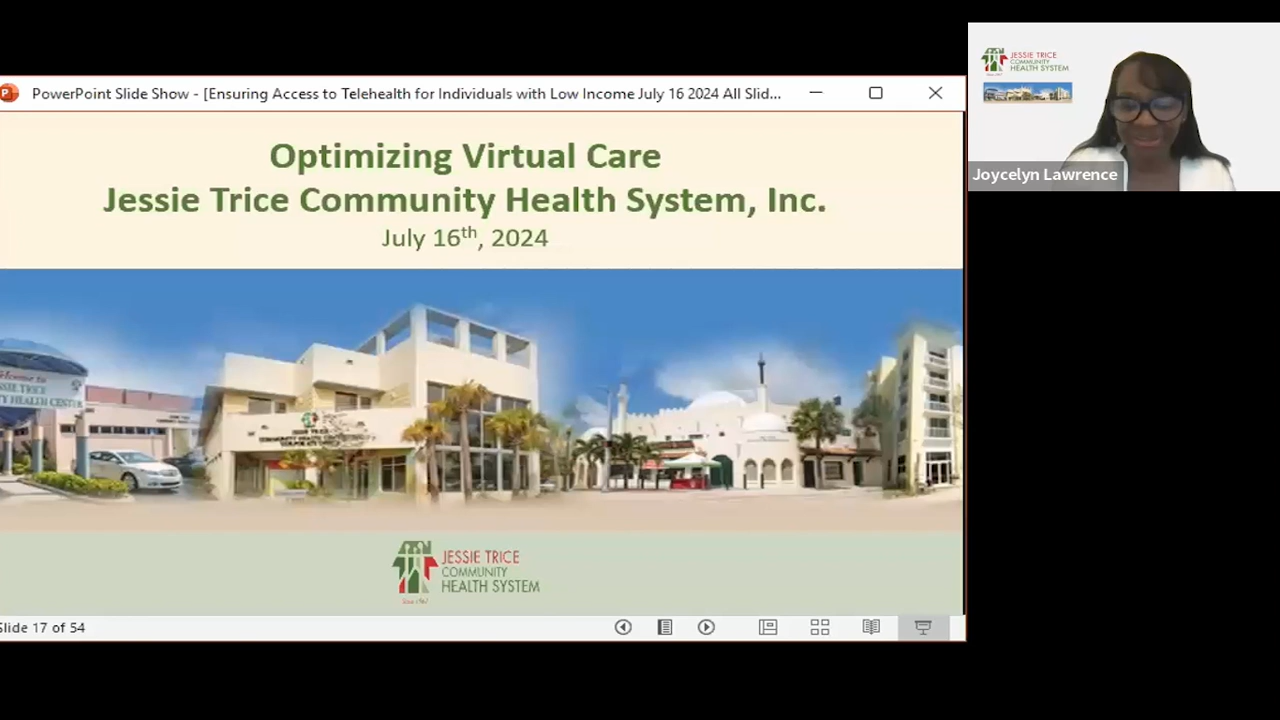 PowerPoint Slide Show - [Ensuring Access to Telehealth for Individuals with Low Income July 16 2024 All Slid...
Optimizing Virtual Care
Jessie Trice Community Health System, Inc.
July 16th, 2024
JESSIE TRICE
COMMUNITY
HEALTH SYSTEM
Slide 17 of 54
JESSIE TRICE
COMMUNITY
HEALTH SYSTEM
Joycelyn Lawrence